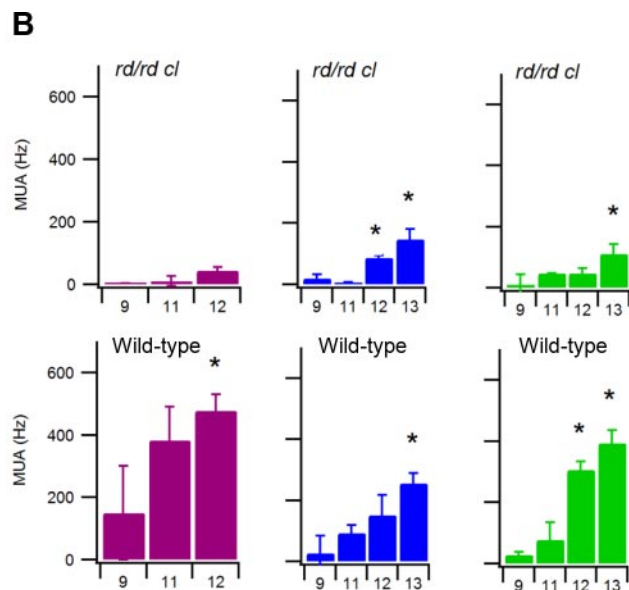 B
rd/rd cl rd/rd cl rd/rd cl
600
400
200
0
MUA (Hz)
* * * *
9 11 12 9 11 12 13 9 11 12 13
Wild-type Wild-type Wild-type
600
400
200
0
MUA (Hz)
* * * *
9 11 12 9 11 12 13 9 11 12 13